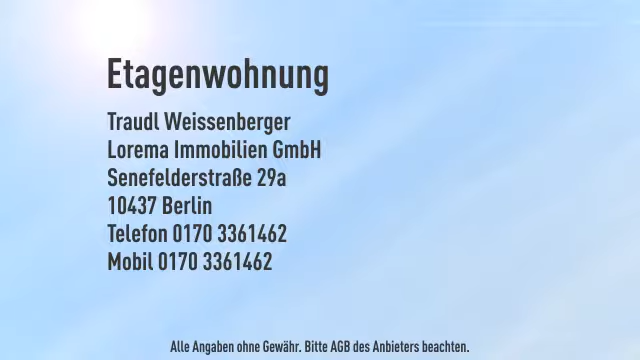 Etagenwohnung
Traudl Weissenberger
Lorema Immobilien GmbH
Senefelderstraße 29a
10437 Berlin
Telefon 0170 3361462
Mobil 0170 3361462
Alle Angaben ohne Gewähr. Bitte AGB des Anbieters beachten.